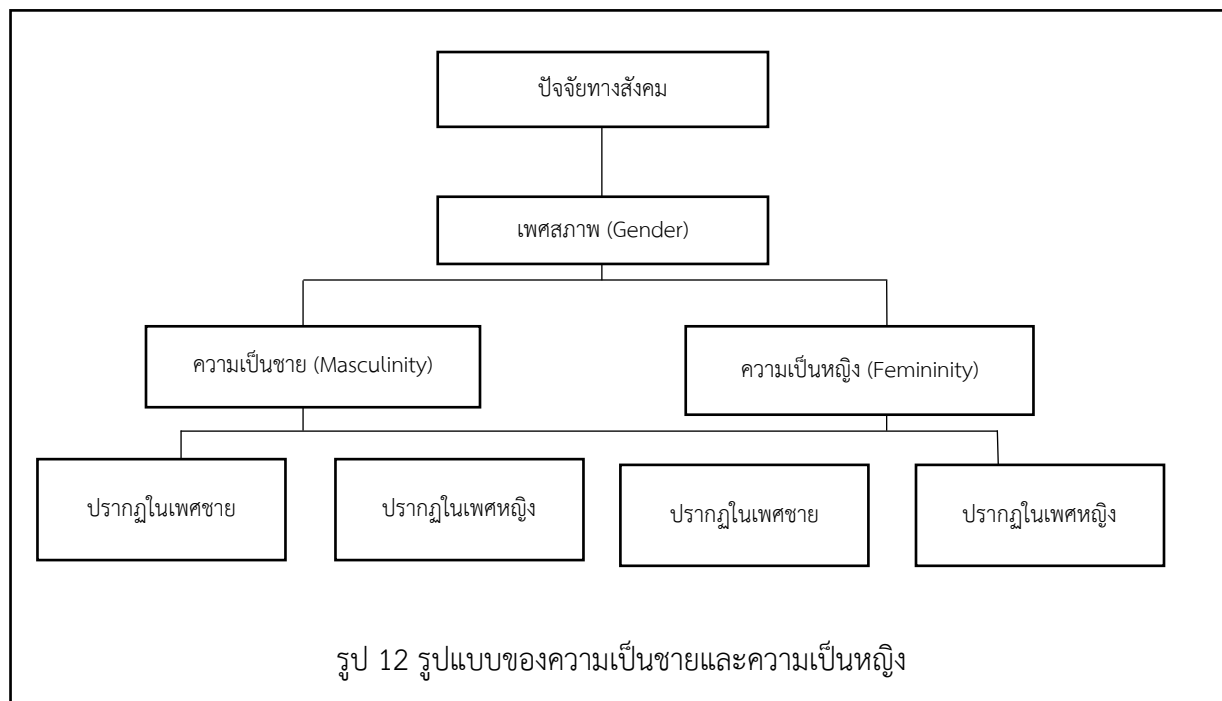 ปัจจัยทางสังคม
เพศสภาพ (Gender)
ความเป็นชาย (Masculinity)
ความเป็นหญิง (Femininity)
ปรากฏในเพศชาย
ปรากฏในเพศหญิง
ปรากฏในเพศชาย
ปรากฏในเพศหญิง
รูป 12 รูปแบบของความเป็นชายและความเป็นหญิง